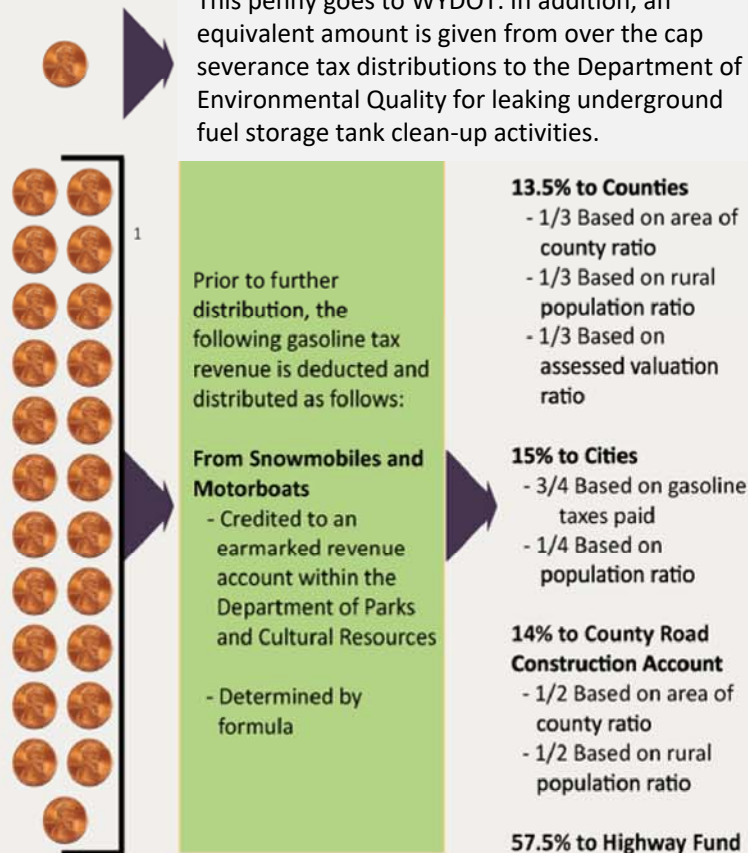 This penny goes to WYDOT. In addition, an
equivalent amount is given from over the cap
severance tax distributions to the Department of
Environmental Quality for leaking underground
fuel storage tank clean-up activities.
1
Prior to further
distribution, the
following gasoline tax
revenue is deducted and
distributed as follows:
From Snowmobiles and
Motorboats
- Credited to an
earmarked revenue
account within the
Department of Parks
and Cultural Resources
- Determined by
formula
13.5% to Counties
- 1/3 Based on area of
county ratio
- 1/3 Based on rural
population ratio
- 1/3 Based on
assessed valuation
ratio
15% to Cities
- 3/4 Based on gasoline
taxes paid
- 1/4 Based on
population ratio
14% to County Road
Construction Account
- 1/2 Based on area of
county ratio
- 1/2 Based on rural
population ratio
57.5% to Highway Fund